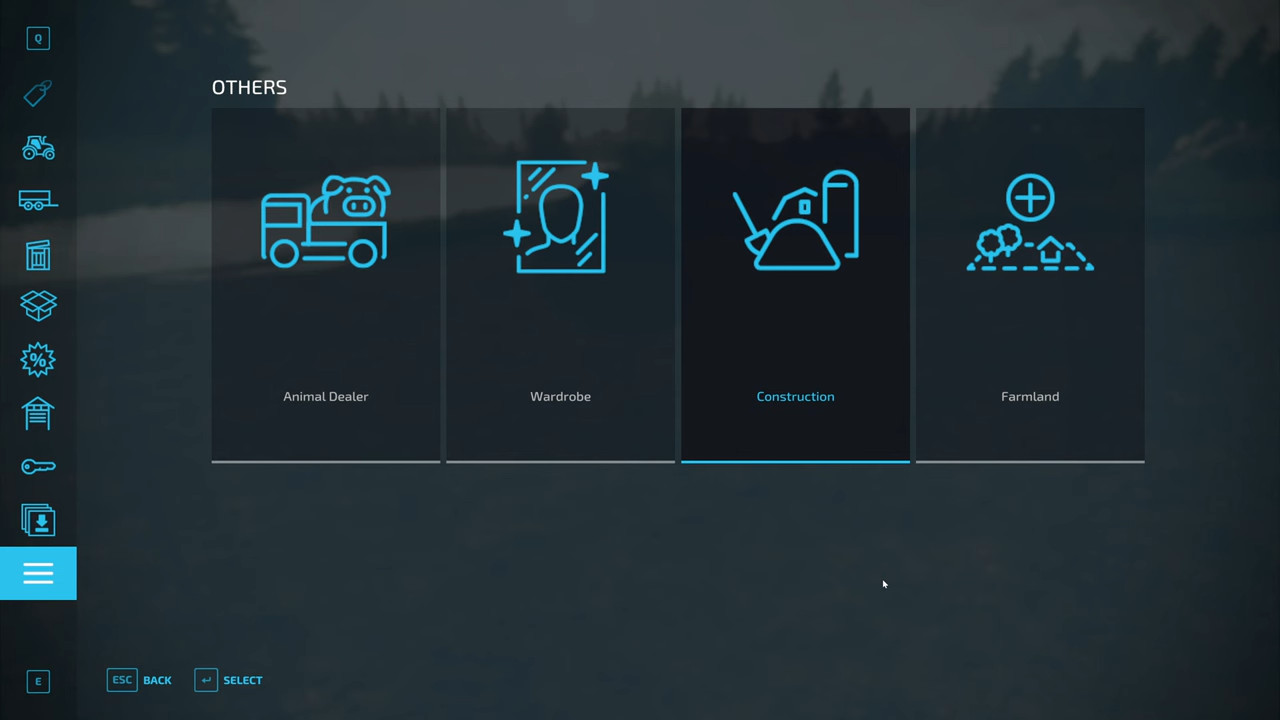 Q
OTHERS
%
Animal Dealer
Wardrobe
Construction
Farmland
E
ESC BACK
SELECT